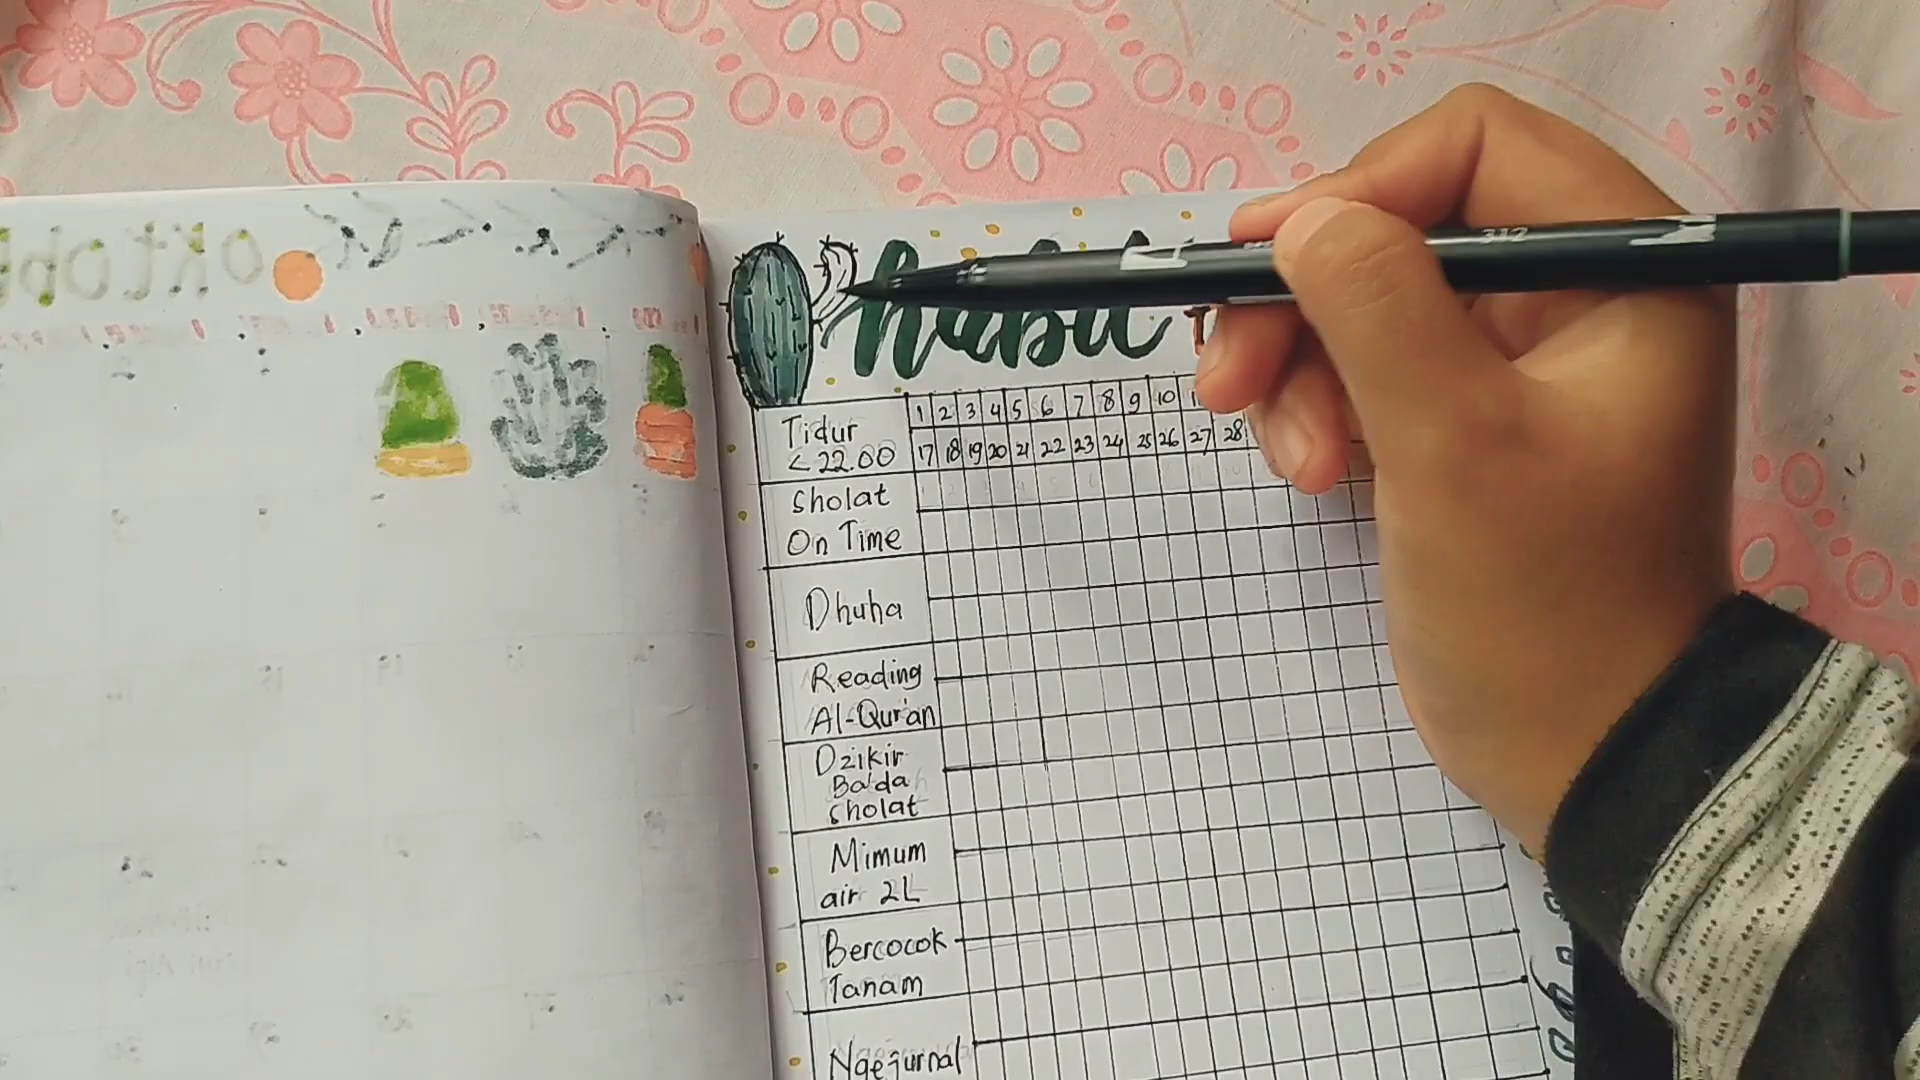 habit
Tidur
< 22.00
1 2 3 4 5 6 7 8 9 10
17 18 19 20 21 22 23 24 25 26 27 28
Sholat
On Time
Dhuha
Reading
Al-Qur'an
Dzikir
Ba'da
sholat
Mimum
air 2L
Bercocok
Tanam
Ngejurnal
312